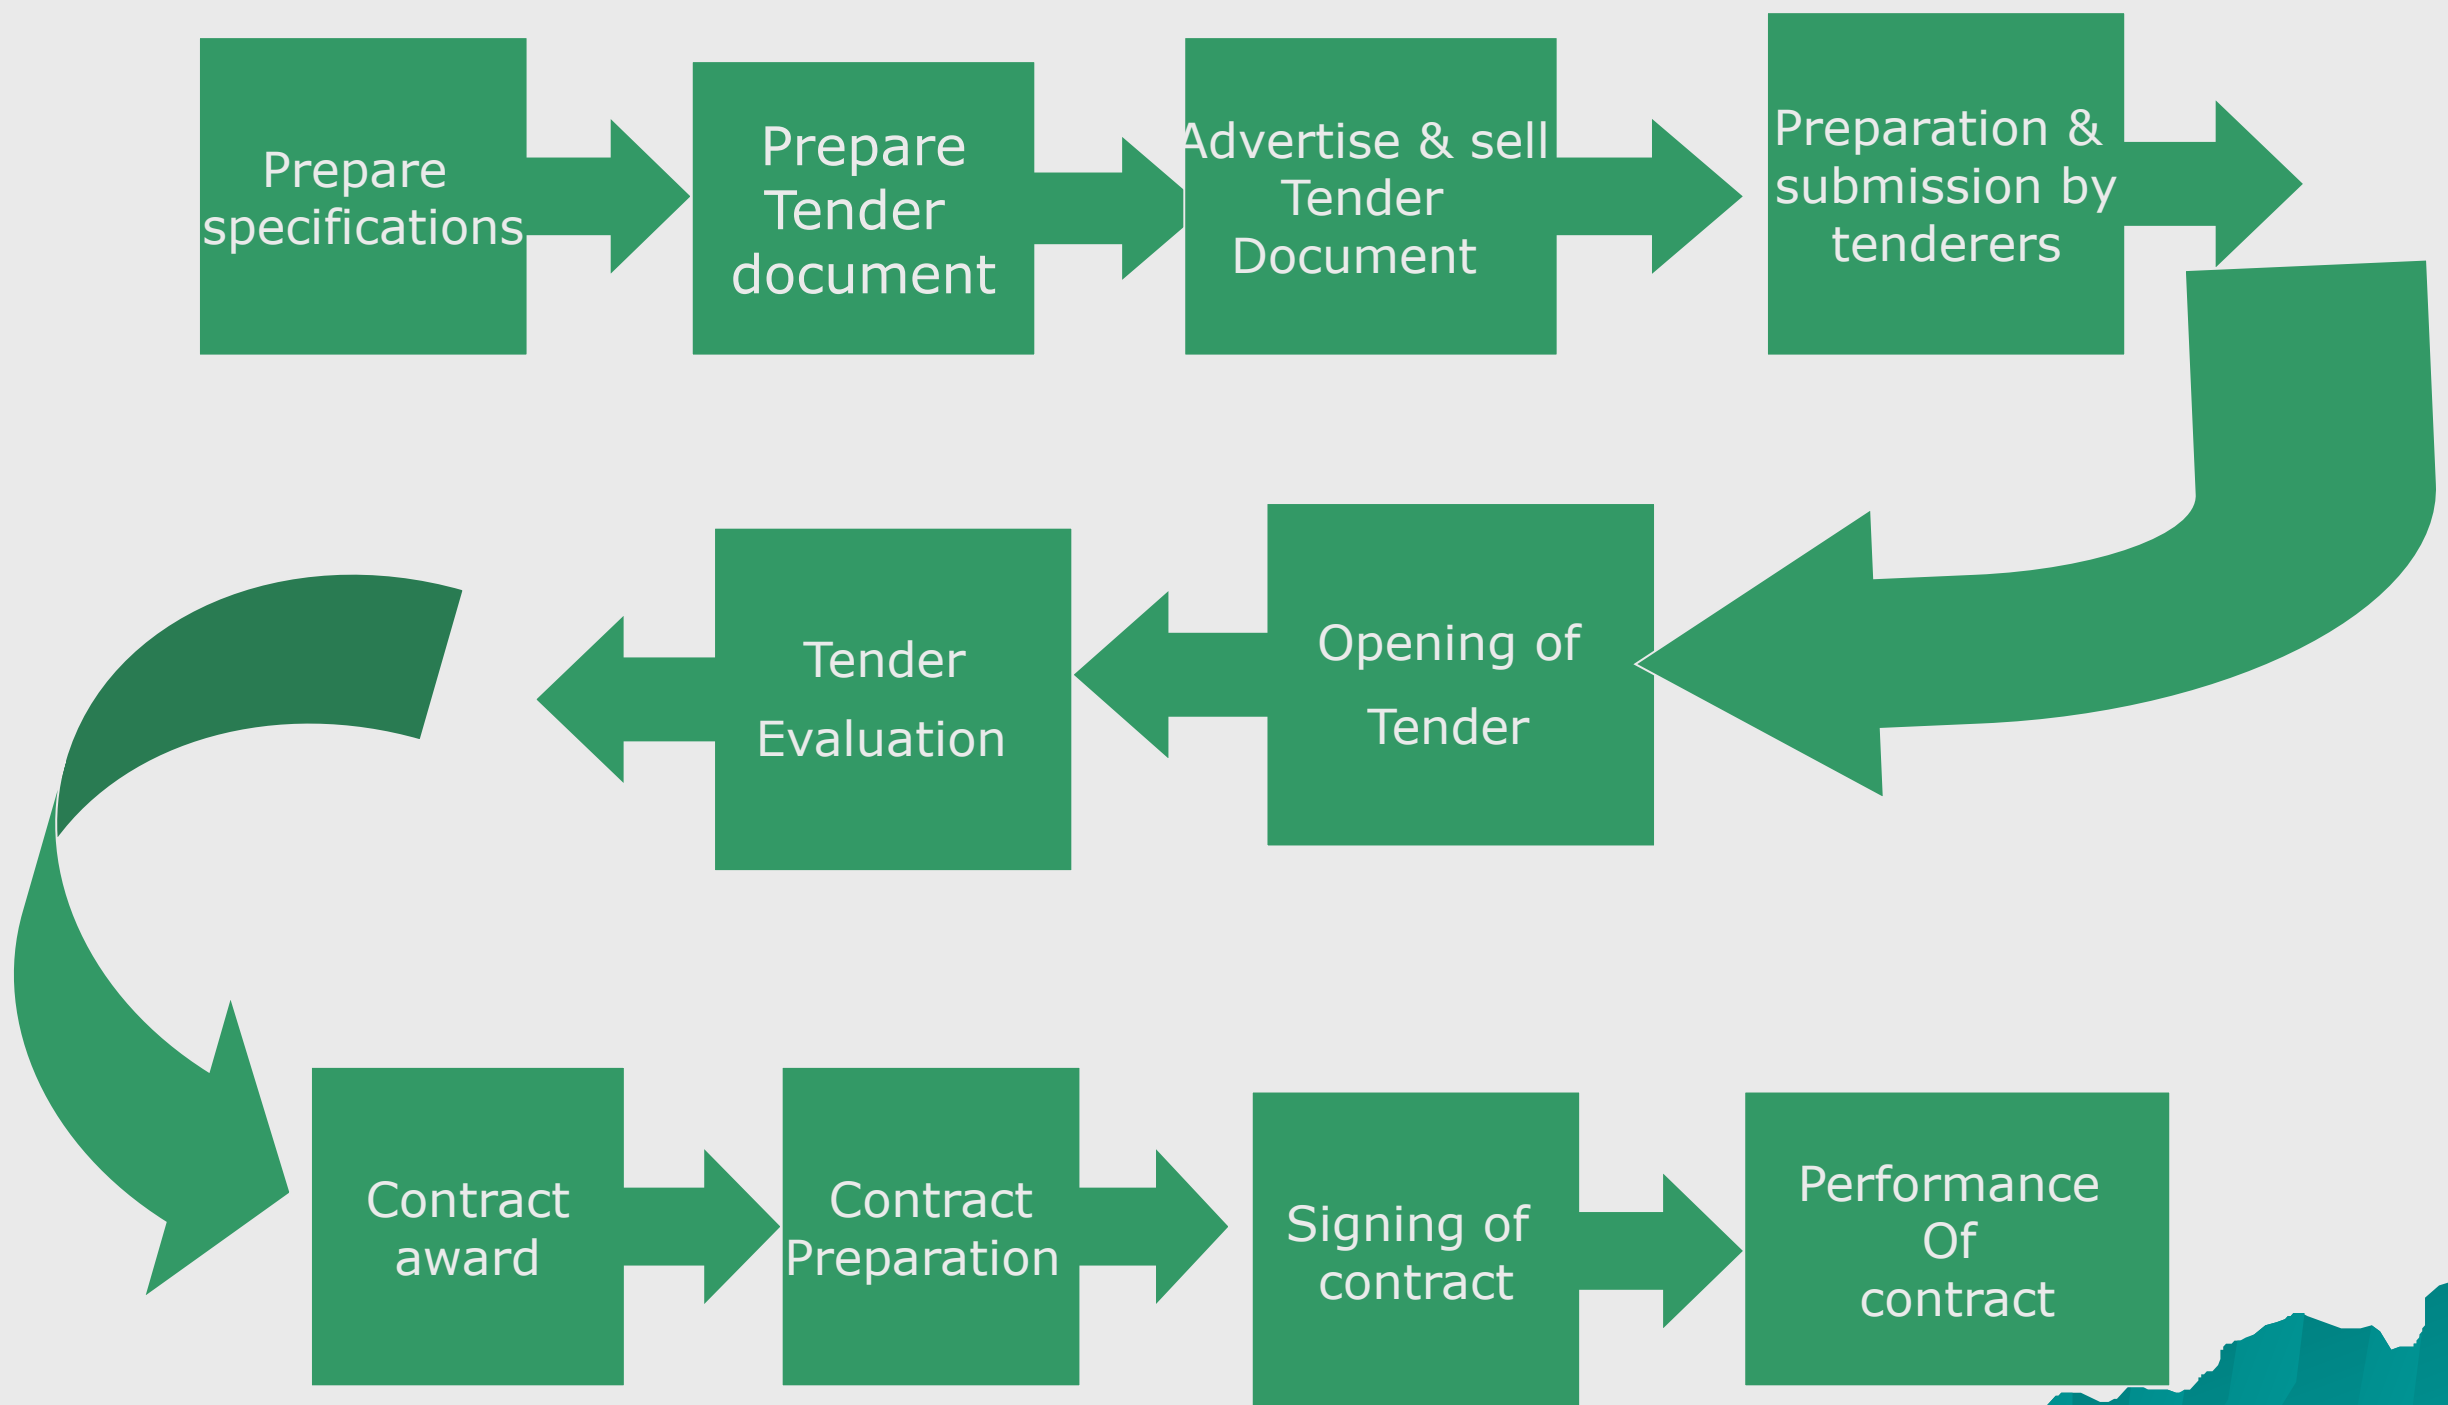 Prepare
specifications
Prepare
Tender
document
Advertise & sell
Tender
Document
Preparation &
submission by
tenderers
Opening of
Tender
Tender
Evaluation
Contract
award
Contract
Preparation
Signing of
contract
Performance
Of
contract